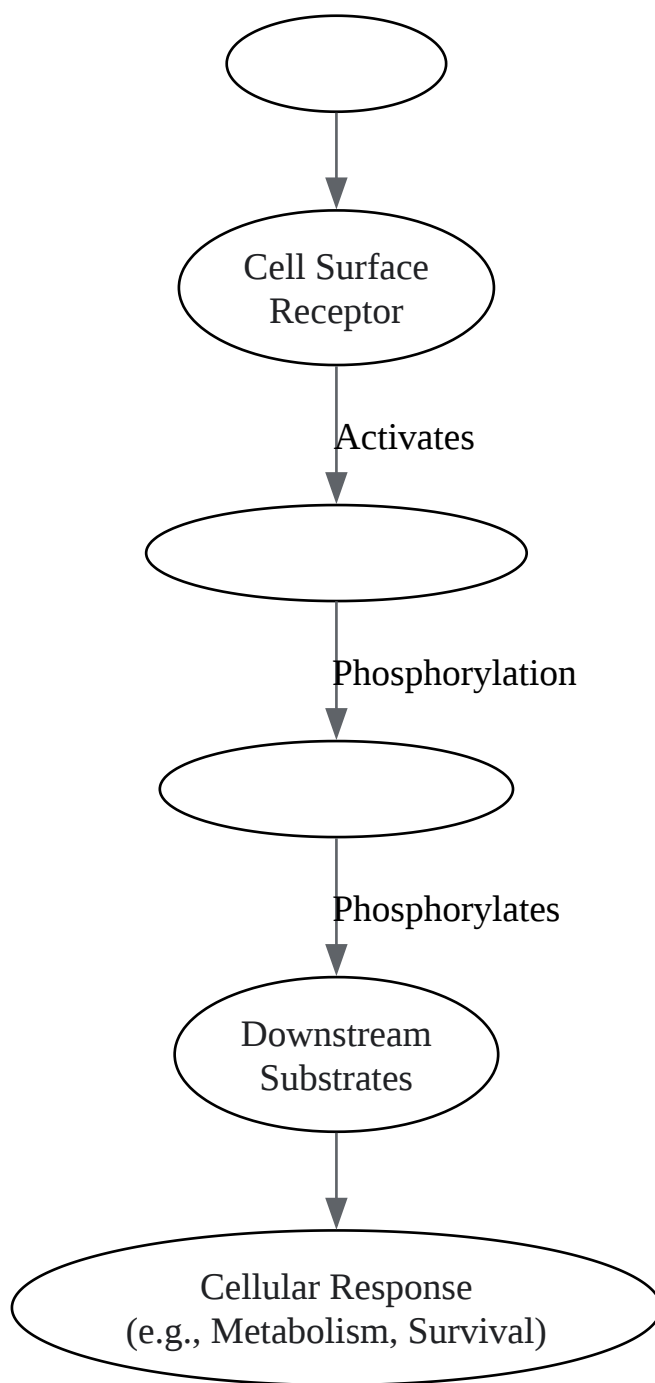 Cell Surface
Receptor
Activates
Phosphorylation
Phosphorylates
Downstream
Substrates
Cellular Response
(e.g., Metabolism, Survival)